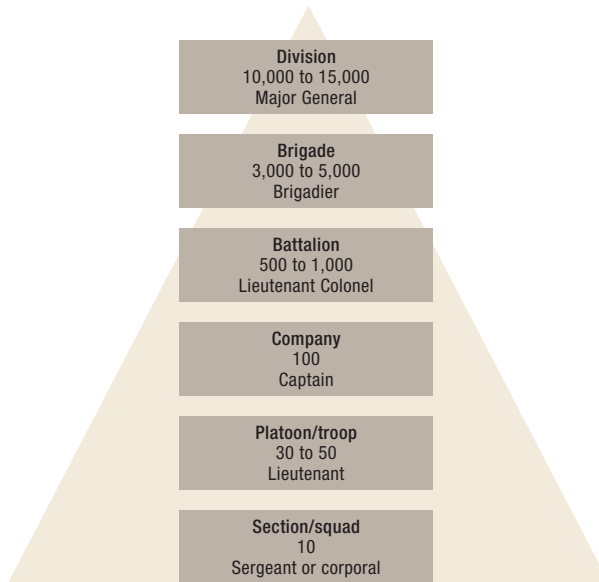 Division
10,000 to 15,000
Major General
Brigade
3,000 to 5,000
Brigadier
Battalion
500 to 1,000
Lieutenant Colonel
Company
100
Captain
Platoon/troop
30 to 50
Lieutenant
Section/squad
10
Sergeant or corporal